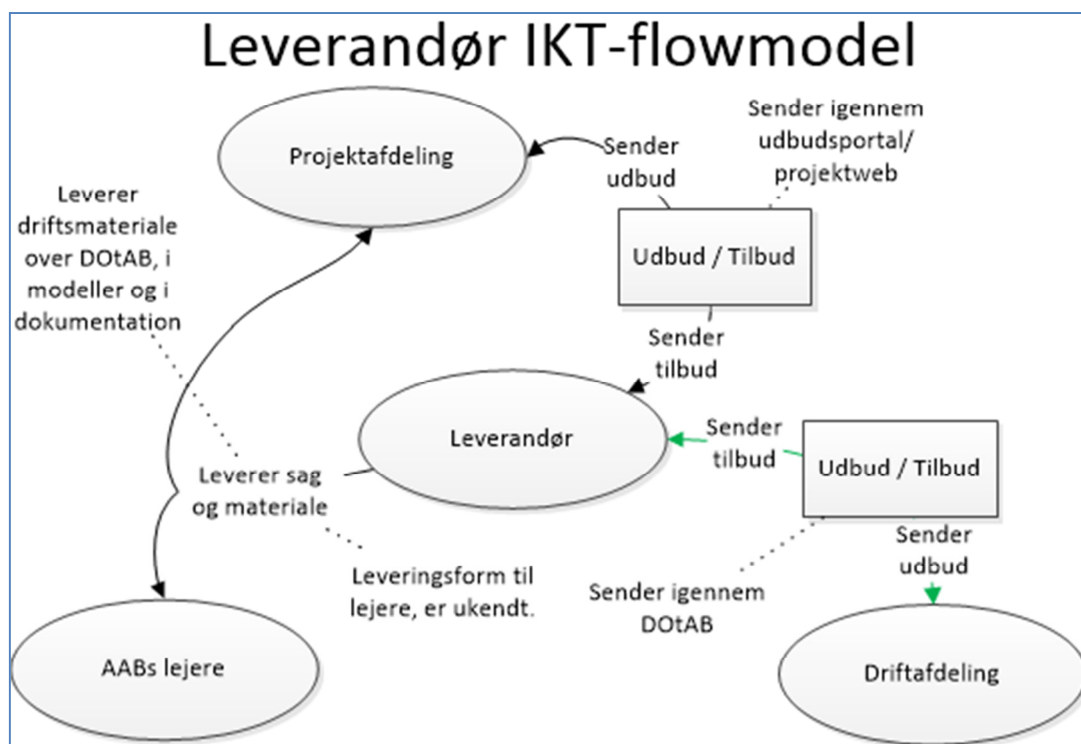 Leverandør IKT-flowmodel
Projektafdeling
Sender
udbud
Sender igennem
udbudsportal/
projektweb
Leverer
driftsmateriale
over DOtAB, i
modeller og i
dokumentation
Udbud / Tilbud
Sender
tilbud
Leverandør
Sender
tilbud
Udbud / Tilbud
Leverer sag
og materiale
Sender
udbud
Leveringsform til
lejere, er ukendt.
Sender igennem
DOtAB
AABs lejere
Driftafdeling